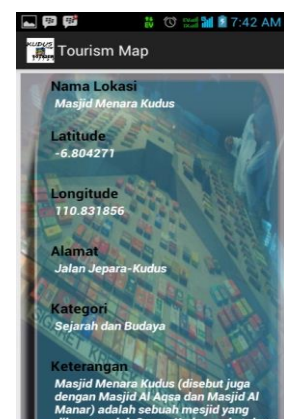 7:42 AM
KUDUS
Tourism Map
Nama Lokasi
Masjid Menara Kudus
Latitude
-6.804271
Longitude
110.831856
Alamat
Jalan Jepara-Kudus
Kategori
Sejarah dan Budaya
Keterangan
Masjid Menara Kudus (disebut juga
dengan Masjid Al Aqsa dan Masjid Al
Manar) adalah sebuah mesjid yang